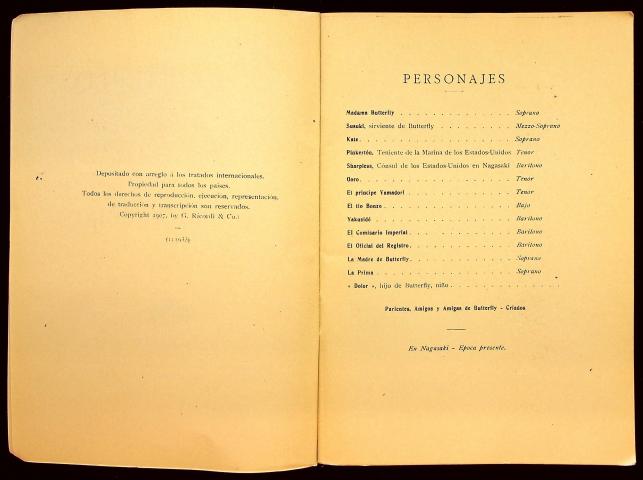 Depositado con arreglo á los tratados internacionales.
Propiedad para todos los países.
Todos los derechos de reproducción, ejecución, representación,
de traducción y transcripción son reservados.
Copyright 1907, by G. Ricordi & Co.
PERSONAJES
Madama Butterfly . . . . . . . . . . . . Soprano
Suzuki, sirviente de Butterfly . . . . . . . . Mezzo-Soprano
Kate . . . . . . . . . . . . . . . Soprano
Pinkertón, Teniente de la Marina de los Estados-Unidos Tenor
Sharpless, Cónsul de los Estados-Unidos en Nagasaki Barítono
Goro . . . . . . . . . . . . . . . Tenor
El príncipe Yamadori . . . . . . . . . . . Tenor
El tío Bonzo . . . . . . . . . . . . . Bajo
Yakusidé . . . . . . . . . . . . . . Barítono
El Comisario Imperial . . . . . . . . . . . Barítono
El Oficial del Registro . . . . . . . . . . . Barítono
La Madre de Butterfly . . . . . . . . . . . Soprano
La Prima . . . . . . . . . . . . . . Soprano
« Dolor », hijo de Butterfly, niño . . . . . . . . . . .
Parientes, Amigos y Amigas de Butterfly - Criados
En Nagasaki - Epoca presente.